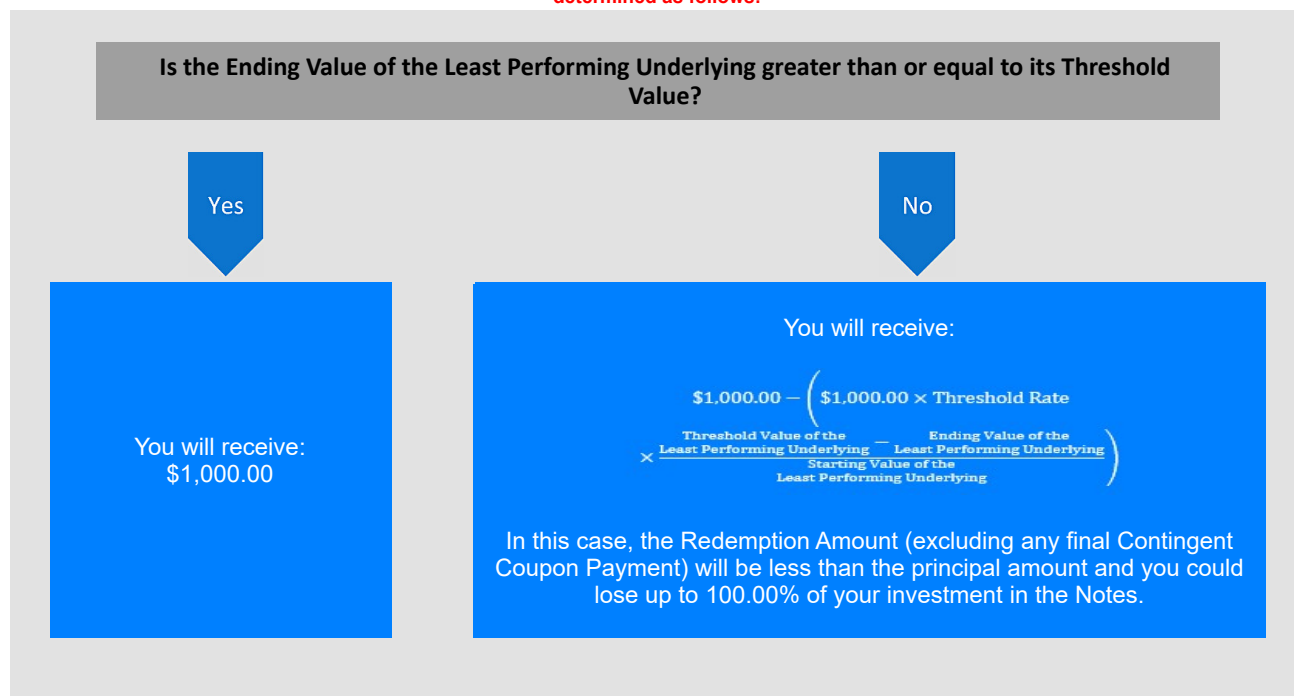 determined as follows:
Is the Ending Value of the Least Performing Underlying greater than or equal to its Threshold
Value?
Yes
No
You will receive:
$1,000.00
You will receive:
$1,000.00 − ( $1,000.00 × Threshold Rate
× Threshold Value of the Least Performing Underlying − Ending Value of the Least Performing Underlying
Starting Value of the
Least Performing Underlying )
In this case, the Redemption Amount (excluding any final Contingent
Coupon Payment) will be less than the principal amount and you could
lose up to 100.00% of your investment in the Notes.